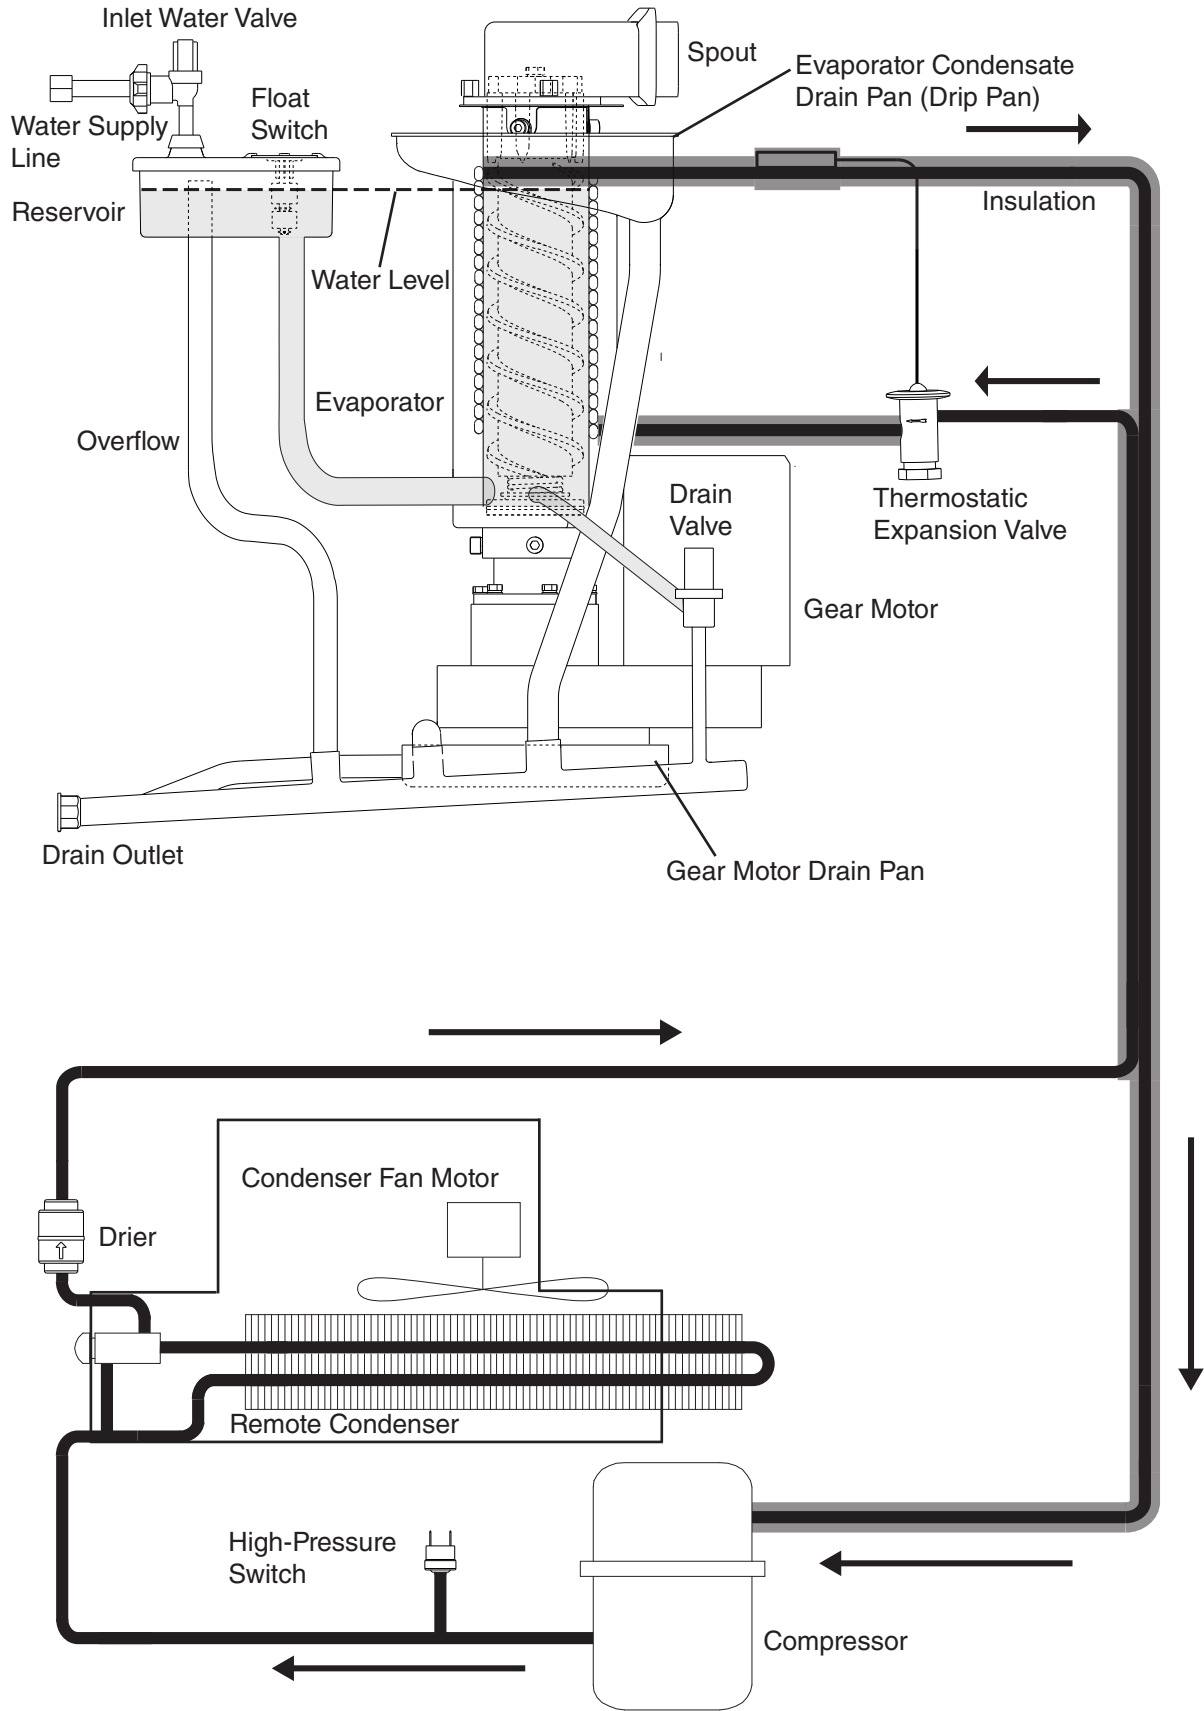 Inlet Water Valve
Spout
Evaporator Condensate
Drain Pan (Drip Pan)
Float
Switch
Water Supply
Line
Reservoir
Insulation
Water Level
Evaporator
Overflow
Drain
Valve
Thermostatic
Expansion Valve
Gear Motor
Drain Outlet
Gear Motor Drain Pan
Condenser Fan Motor
Drier
Remote Condenser
High-Pressure
Switch
Compressor